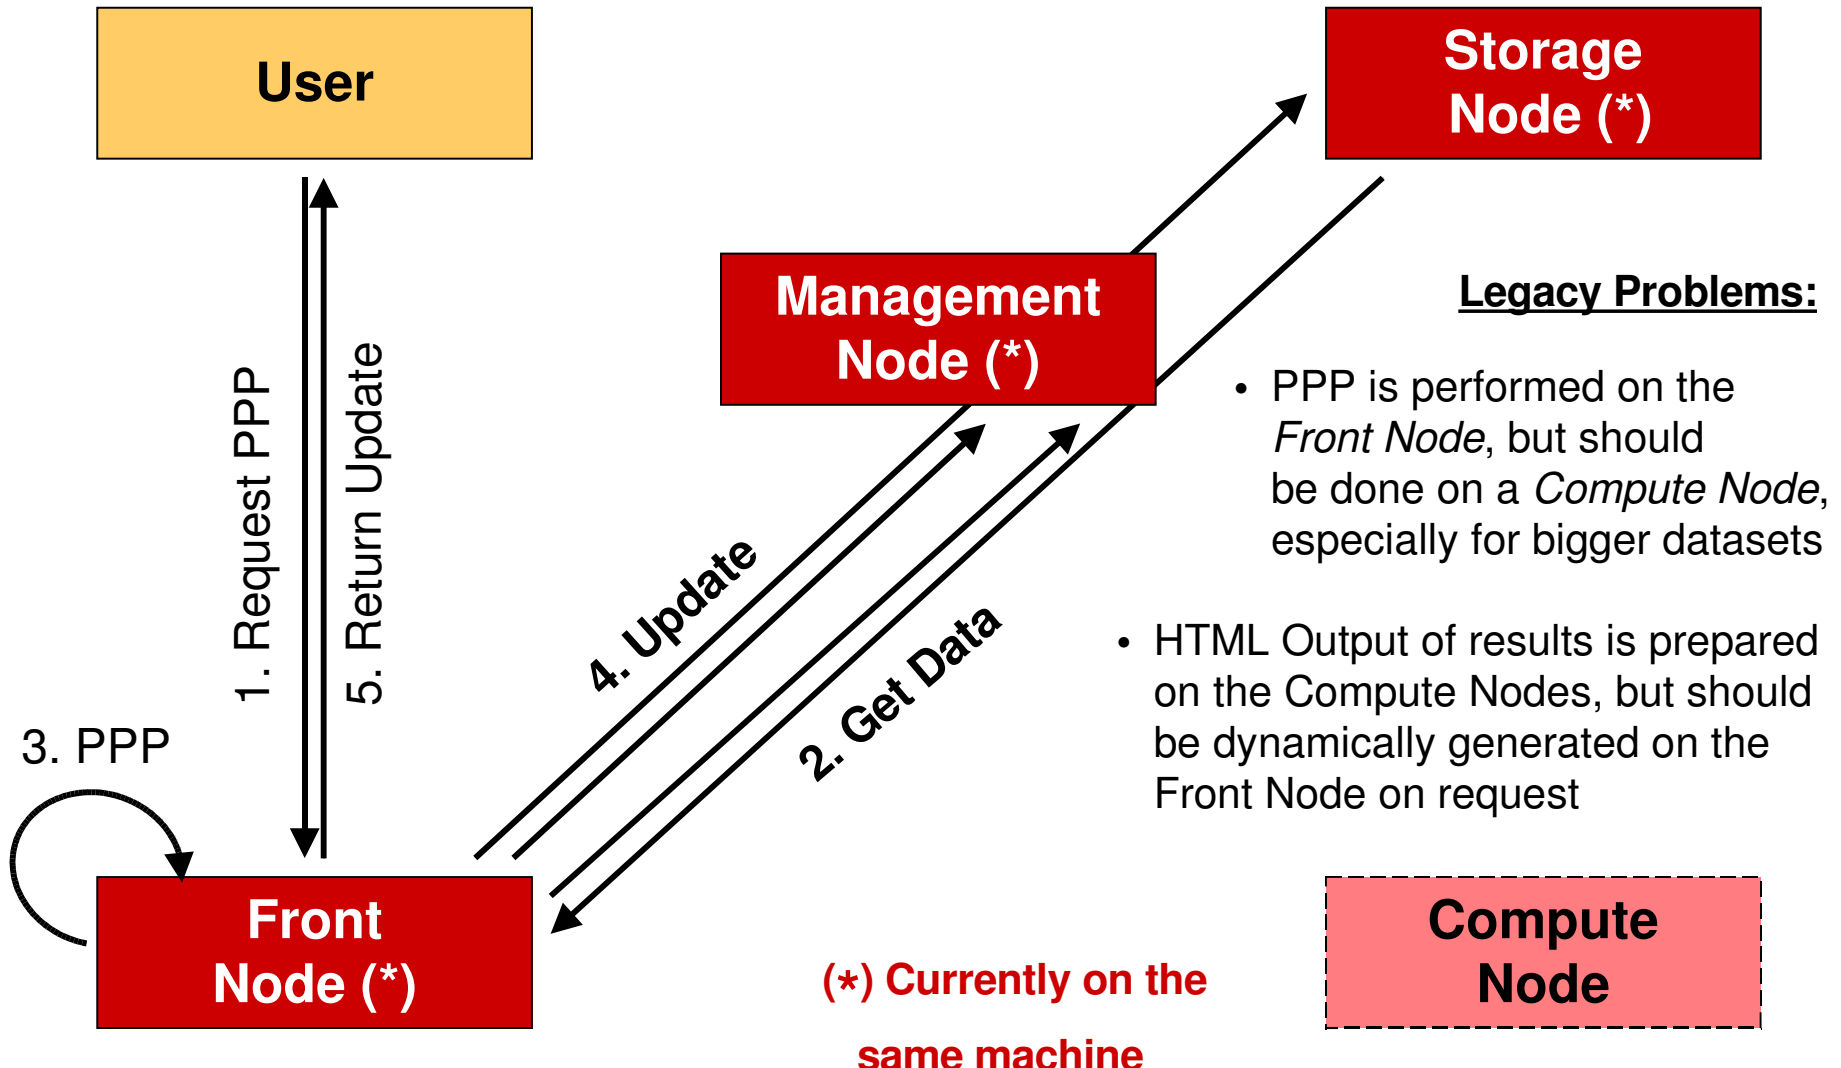 User
Storage
Node (*)
Management
Node (*)
Legacy Problems:
• PPP is performed on the
Front Node, but should
be done on a Compute Node,
especially for bigger datasets
• HTML Output of results is prepared
on the Compute Nodes, but should
be dynamically generated on the
Front Node on request
1. Request PPP
5. Return Update
4. Update
2. Get Data
3. PPP
Front
Node (*)
(*) Currently on the
same machine
Compute
Node